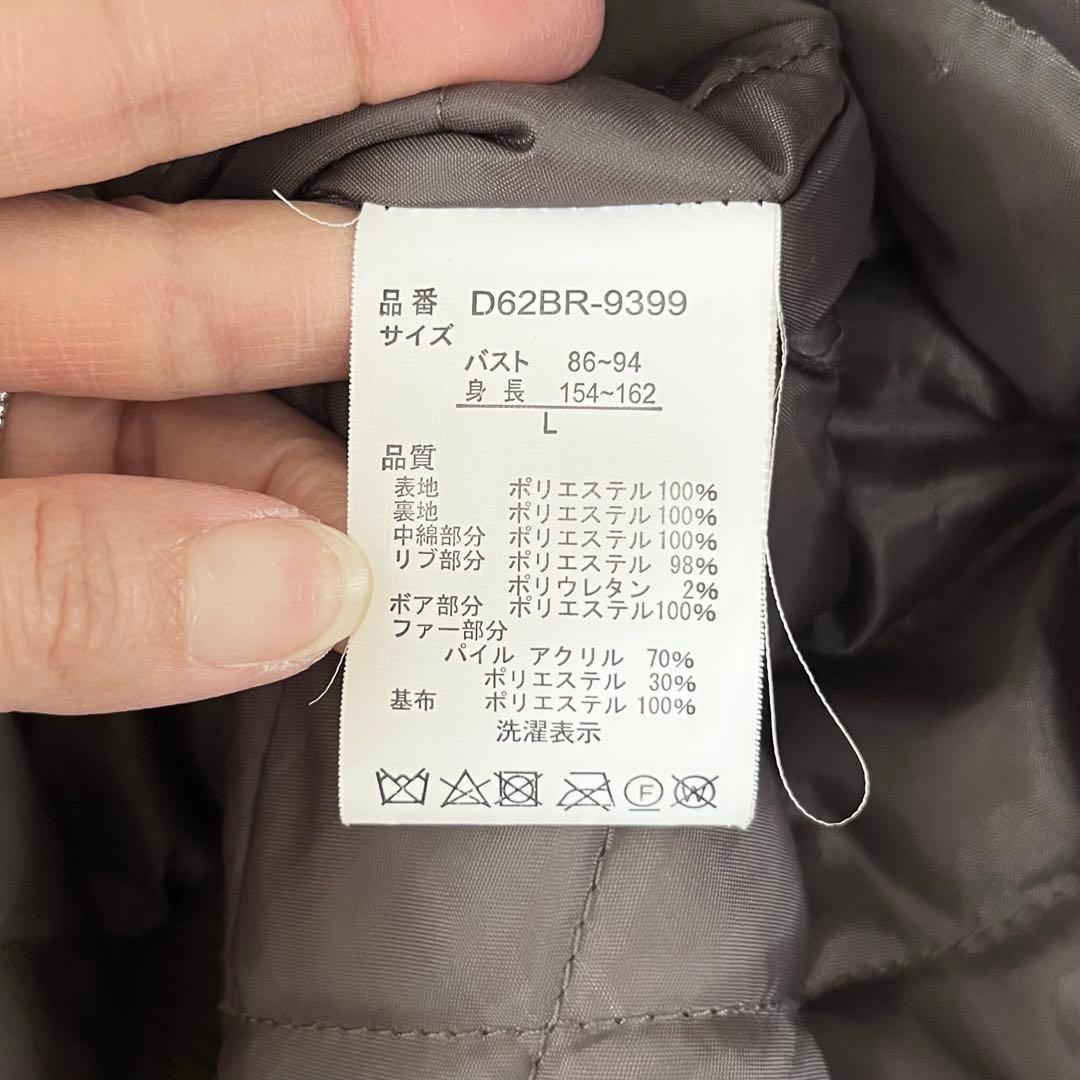 品番 D62BR-9399
サイズ
バスト 86~94
身長 154~162
L
品質
表地 ポリエステル100%
裏地 ポリエステル100%
中綿部分 ポリエステル100%
リブ部分 ポリエステル 98%
ポリウレタン 2%
ボア部分 ポリエステル100%
ファー部分
パイル アクリル 70%
ポリエステル 30%
基布 ポリエステル100%
洗濯表示
F W